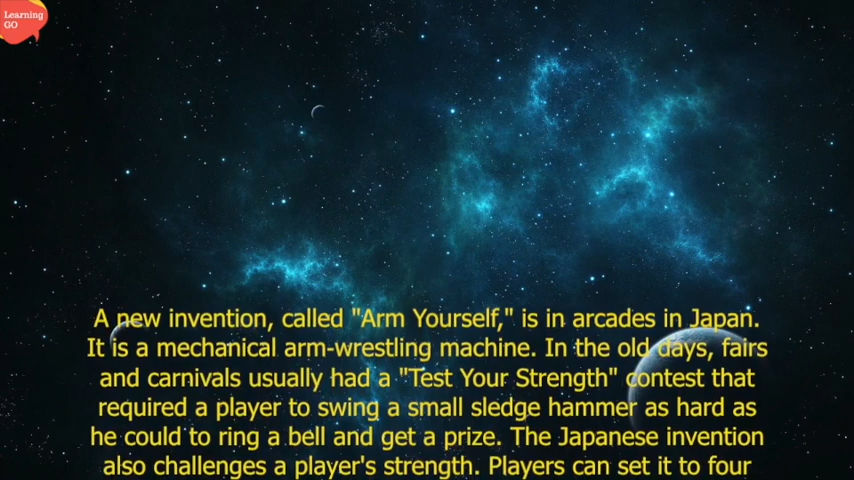 Learning
GO
A new invention, called "Arm Yourself," is in arcades in Japan.
It is a mechanical arm-wrestling machine. In the old days, fairs
and carnivals usually had a "Test Your Strength" contest that
required a player to swing a small sledge hammer as hard as
he could to ring a bell and get a prize. The Japanese invention
also challenges a player's strength. Players can set it to four